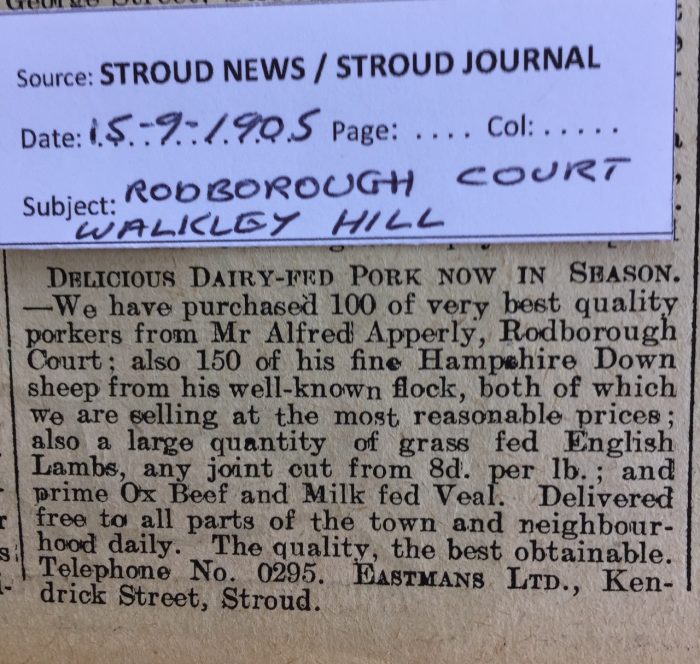 Source: STROUD NEWS / STROUD JOURNAL
Date: 15-9-1905 Page: .... Col: .....
Subject: RODBOROUGH COURT
WALKLEY HILL
DELICIOUS DAIRY-FED PORK NOW IN SEASON.
—We have purchased 100 of very best quality
porkers from Mr Alfred Apperly, Rodborough
Court; also 150 of his fine Hampshire Down
sheep from his well-known flock, both of which
we are selling at the most reasonable prices;
also a large quantity of grass fed English
Lambs, any joint cut from 8d. per lb.; and
prime Ox Beef and Milk fed Veal. Delivered
free to all parts of the town and neighbour-
hood daily. The quality, the best obtainable.
Telephone No. 0295. EASTMANS LTD., Ken-
drick Street, Stroud.